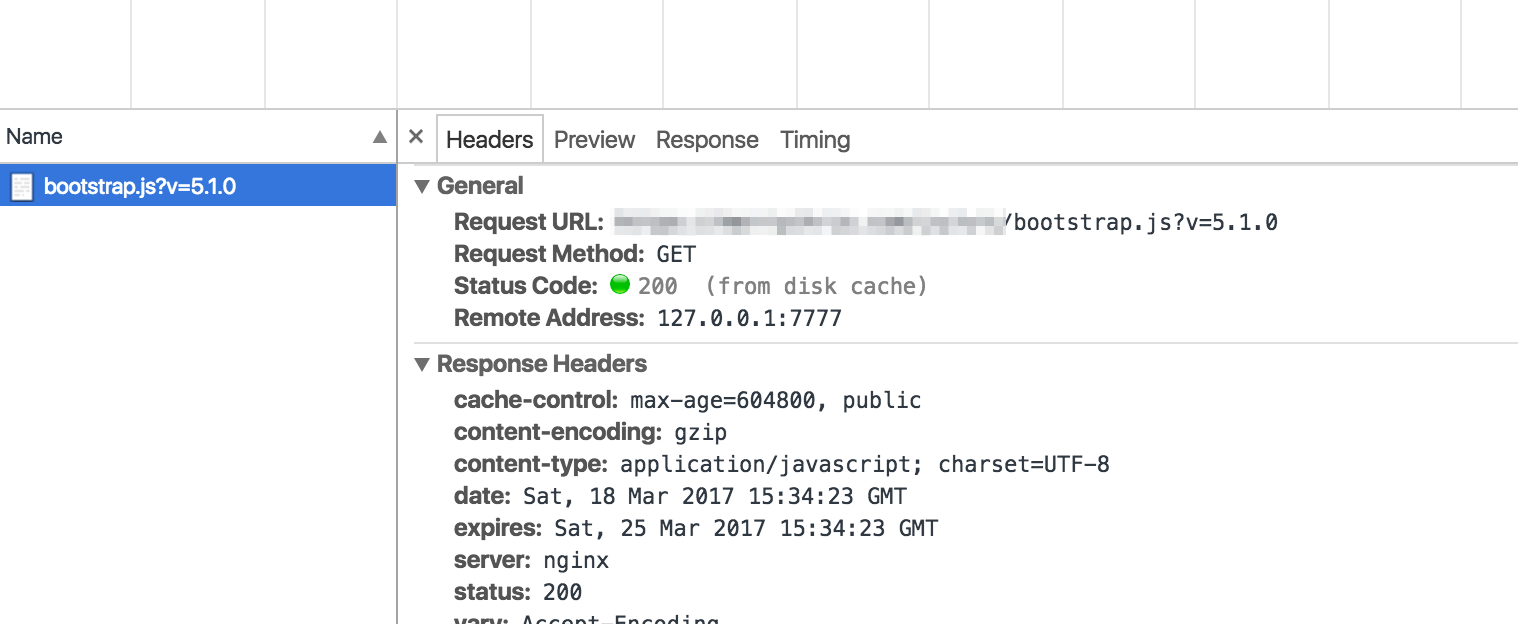 Name
Headers Preview Response Timing
bootstrap.js?v=5.1.0
General
Request URL: /bootstrap.js?v=5.1.0
Request Method: GET
Status Code: 200 (from disk cache)
Remote Address: 127.0.0.1:7777
Response Headers
cache-control: max-age=604800, public
content-encoding: gzip
content-type: application/javascript; charset=UTF-8
date: Sat, 18 Mar 2017 15:34:23 GMT
expires: Sat, 25 Mar 2017 15:34:23 GMT
server: nginx
status: 200
vary: Accept-Encoding